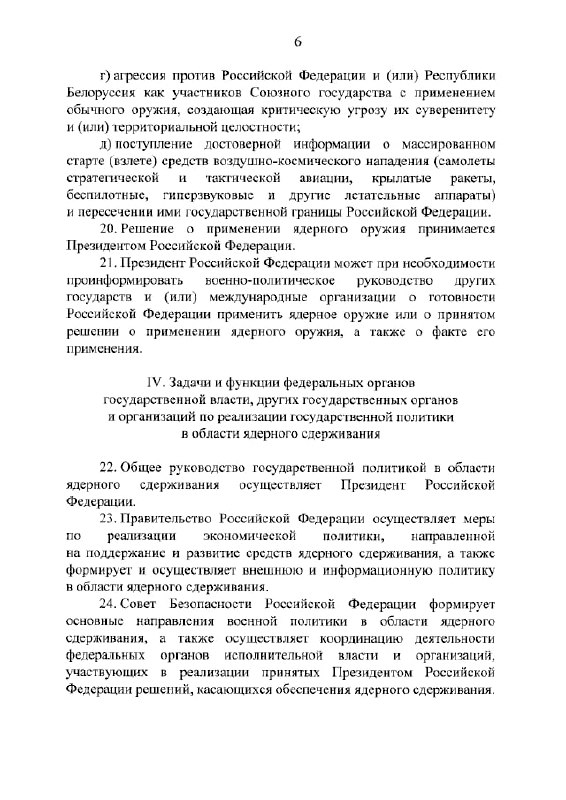 6
г) агрессия против Российской Федерации и (или) Республики
Белоруссия как участников Союзного государства с применением
обычного оружия, создающая критическую угрозу их суверенитету
и (или) территориальной целостности;
д) поступление достоверной информации о массированном
старте (взлете) средств воздушно-космического нападения (самолеты
стратегической и тактической авиации, крылатые ракеты,
беспилотные, гиперзвуковые и другие летательные аппараты)
и пересечении ими государственной границы Российской Федерации.
20. Решение о применении ядерного оружия принимается
Президентом Российской Федерации.
21. Президент Российской Федерации может при необходимости
проинформировать военно-политическое руководство других
государств и (или) международные организации о готовности
Российской Федерации применить ядерное оружие или о принятом
решении о применении ядерного оружия, а также о факте его
применения.
IV. Задачи и функции федеральных органов
государственной власти, других государственных органов
и организаций по реализации государственной политики
в области ядерного сдерживания
22. Общее руководство государственной политикой в области
ядерного сдерживания осуществляет Президент Российской
Федерации.
23. Правительство Российской Федерации осуществляет меры
по реализации экономической политики, направленной
на поддержание и развитие средств ядерного сдерживания, а также
формирует и осуществляет внешнюю и информационную политику
в области ядерного сдерживания.
24. Совет Безопасности Российской Федерации формирует
основные направления военной политики в области ядерного
сдерживания, а также осуществляет координацию деятельности
федеральных органов исполнительной власти и организаций,
участвующих в реализации принятых Президентом Российской
Федерации решений, касающихся обеспечения ядерного сдерживания.